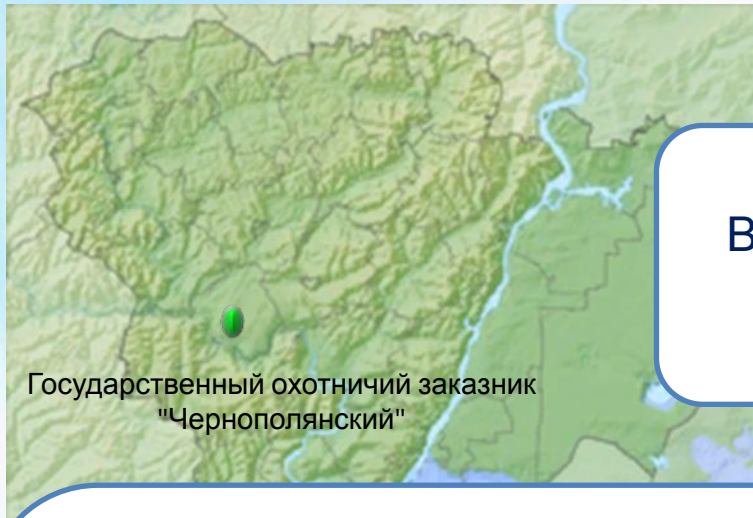 В
Государственный охотничий заказник
"Чернополянский"